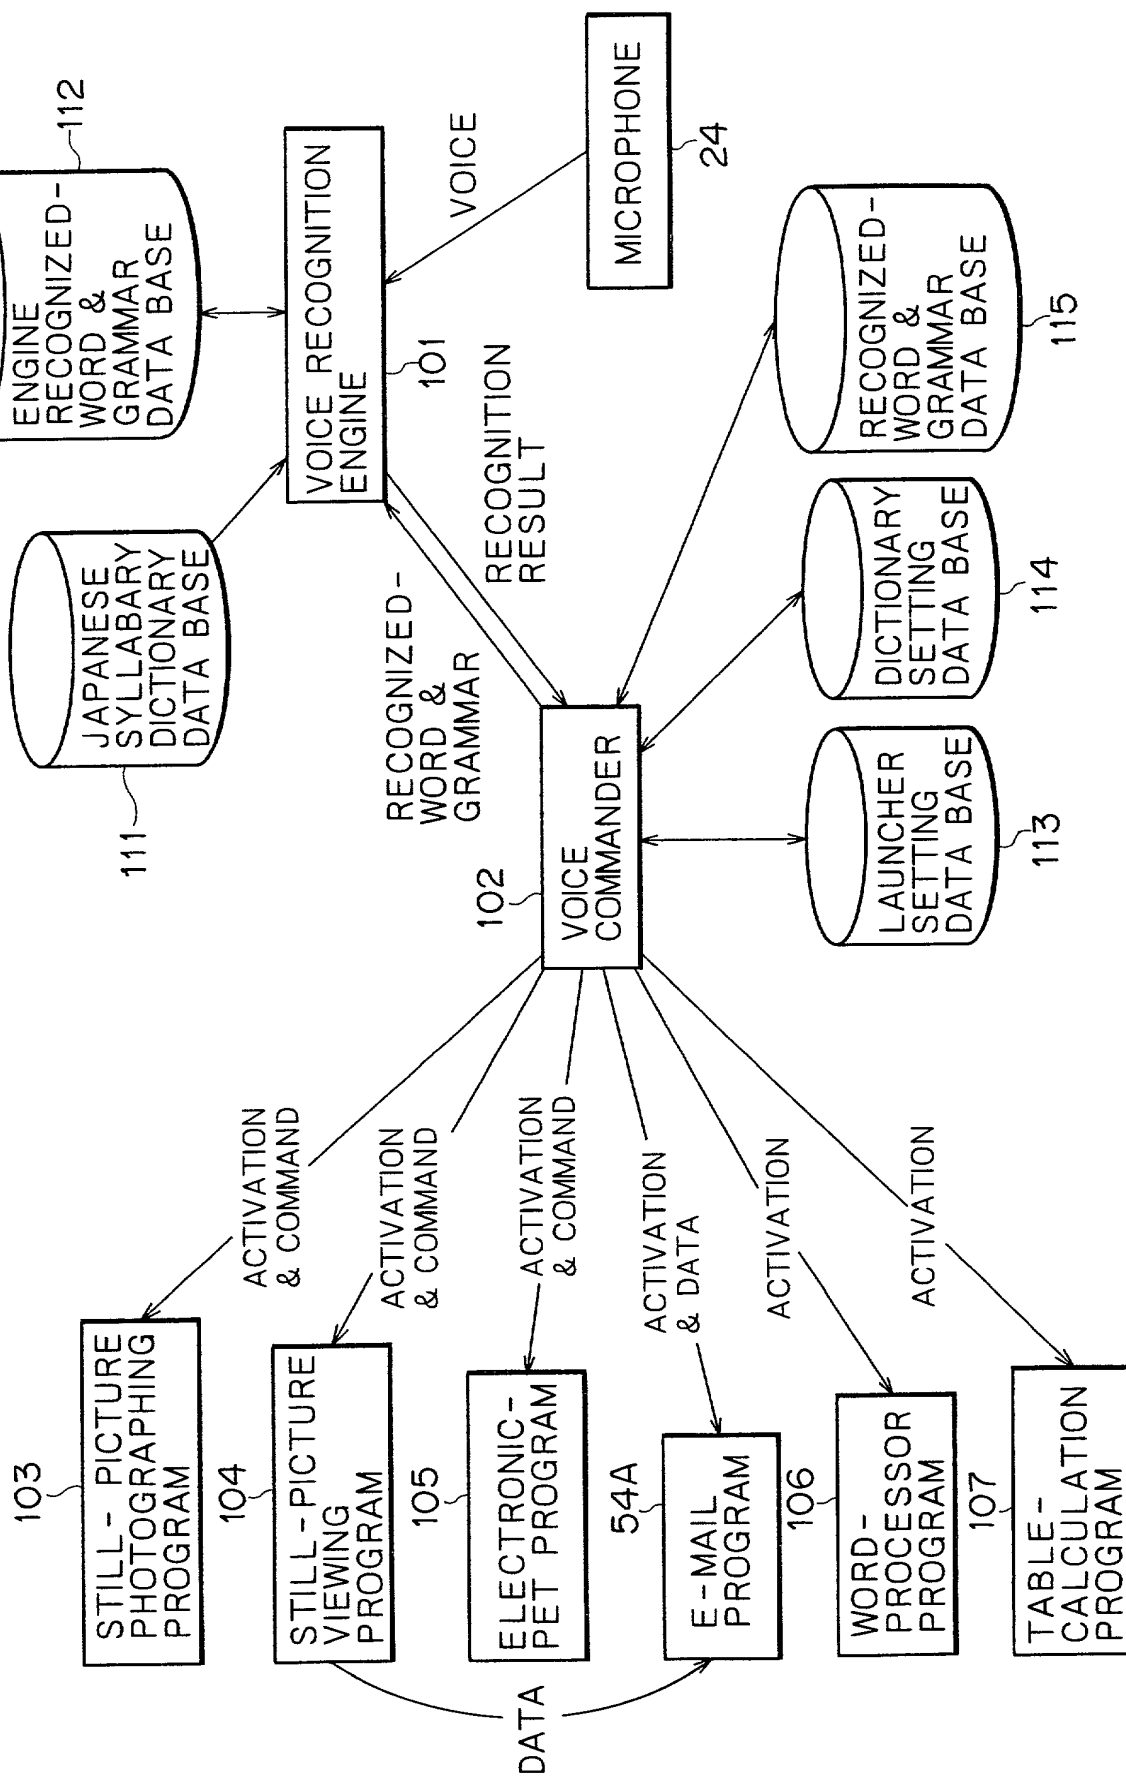 103
STILL-PICTURE
PHOTOGRAPHING
PROGRAM
104
STILL-PICTURE
VIEWING
PROGRAM
105
ELECTRONIC-
PET PROGRAM
54A
E-MAIL
PROGRAM
106
WORD-
PROCESSOR
PROGRAM
107
TABLE-
CALCULATION
PROGRAM
DATA
ACTIVATION
& COMMAND
ACTIVATION
& COMMAND
ACTIVATION
& COMMAND
ACTIVATION
& DATA
ACTIVATION
ACTIVATION
102
VOICE
COMMANDER
111
JAPANESE
SYLLABARY
DICTIONARY
DATA BASE
RECOGNIZED-
WORD &
GRAMMAR
RECOGNITION
RESULT
ENGINE
RECOGNIZED-
WORD &
GRAMMAR
DATA BASE
112
VOICE RECOGNITION
ENGINE
101
VOICE
MICROPHONE
24
LAUNCHER
SETTING
DATA BASE
113
DICTIONARY
SETTING
DATA BASE
114
RECOGNIZED-
WORD &
GRAMMAR
DATA BASE
115